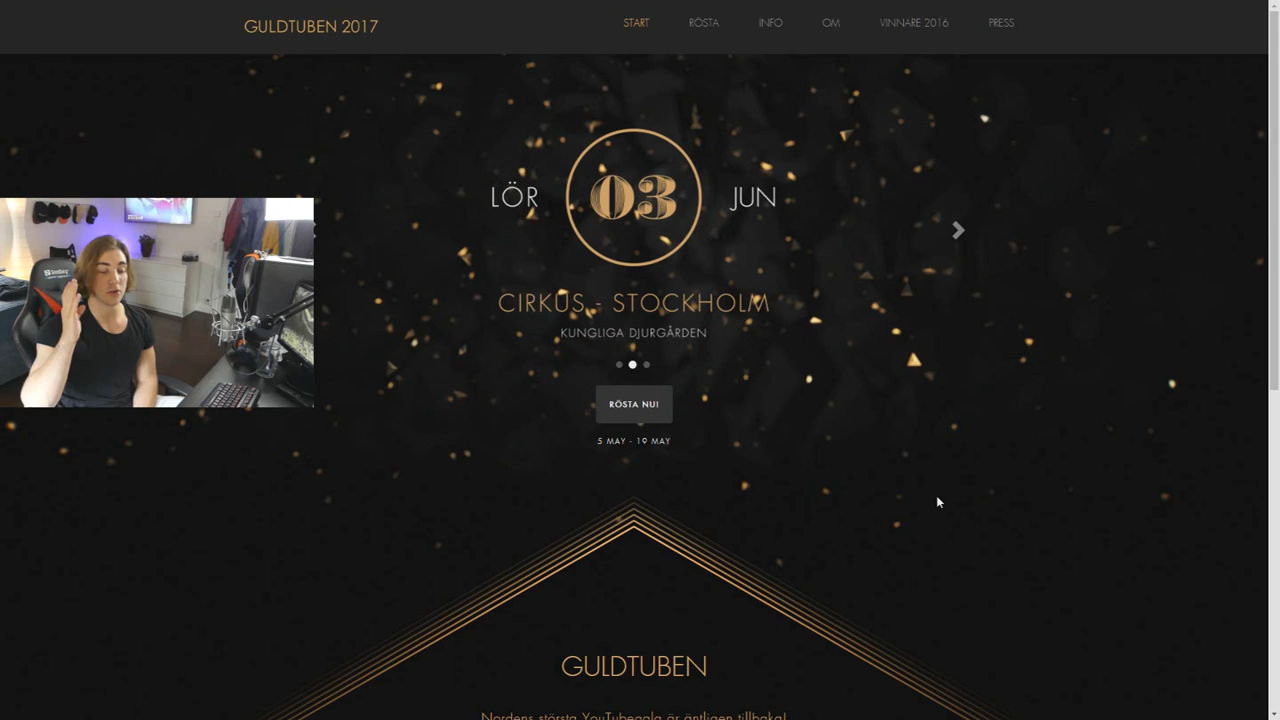 GULDTUBEN 2017
START RÖSTA INFO OM VINNARE 2016 PRESS
LÖR 03 JUN
CIRKUS - STOCKHOLM
KUNGLIGA DJURGÅRDEN
RÖSTA NU!
5 MAY - 19 MAY
GULDTUBEN
Nordens största YouTubegala är äntligen tillbaka!